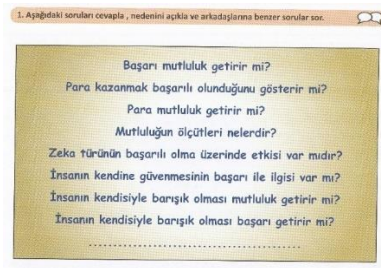 1. Aşağıdaki soruları cevapla , nedenini açıkla ve arkadaşlarına benzer sorular sor.
Başarı mutluluk getirir mi?
Para kazanmak başarılı olunduğunu gösterir mi?
Para mutluluk getirir mi?
Mutluluğun ölçütleri nelerdir?
Zeka türünün başarılı olma üzerinde etkisi var mıdır?
İnsanın kendine güvenmesinin başarı ile ilgisi var mı?
İnsanın kendisiyle barışık olması mutluluk getirir mi?
İnsanın kendisiyle barışık olması başarı getirir mi?
................................................